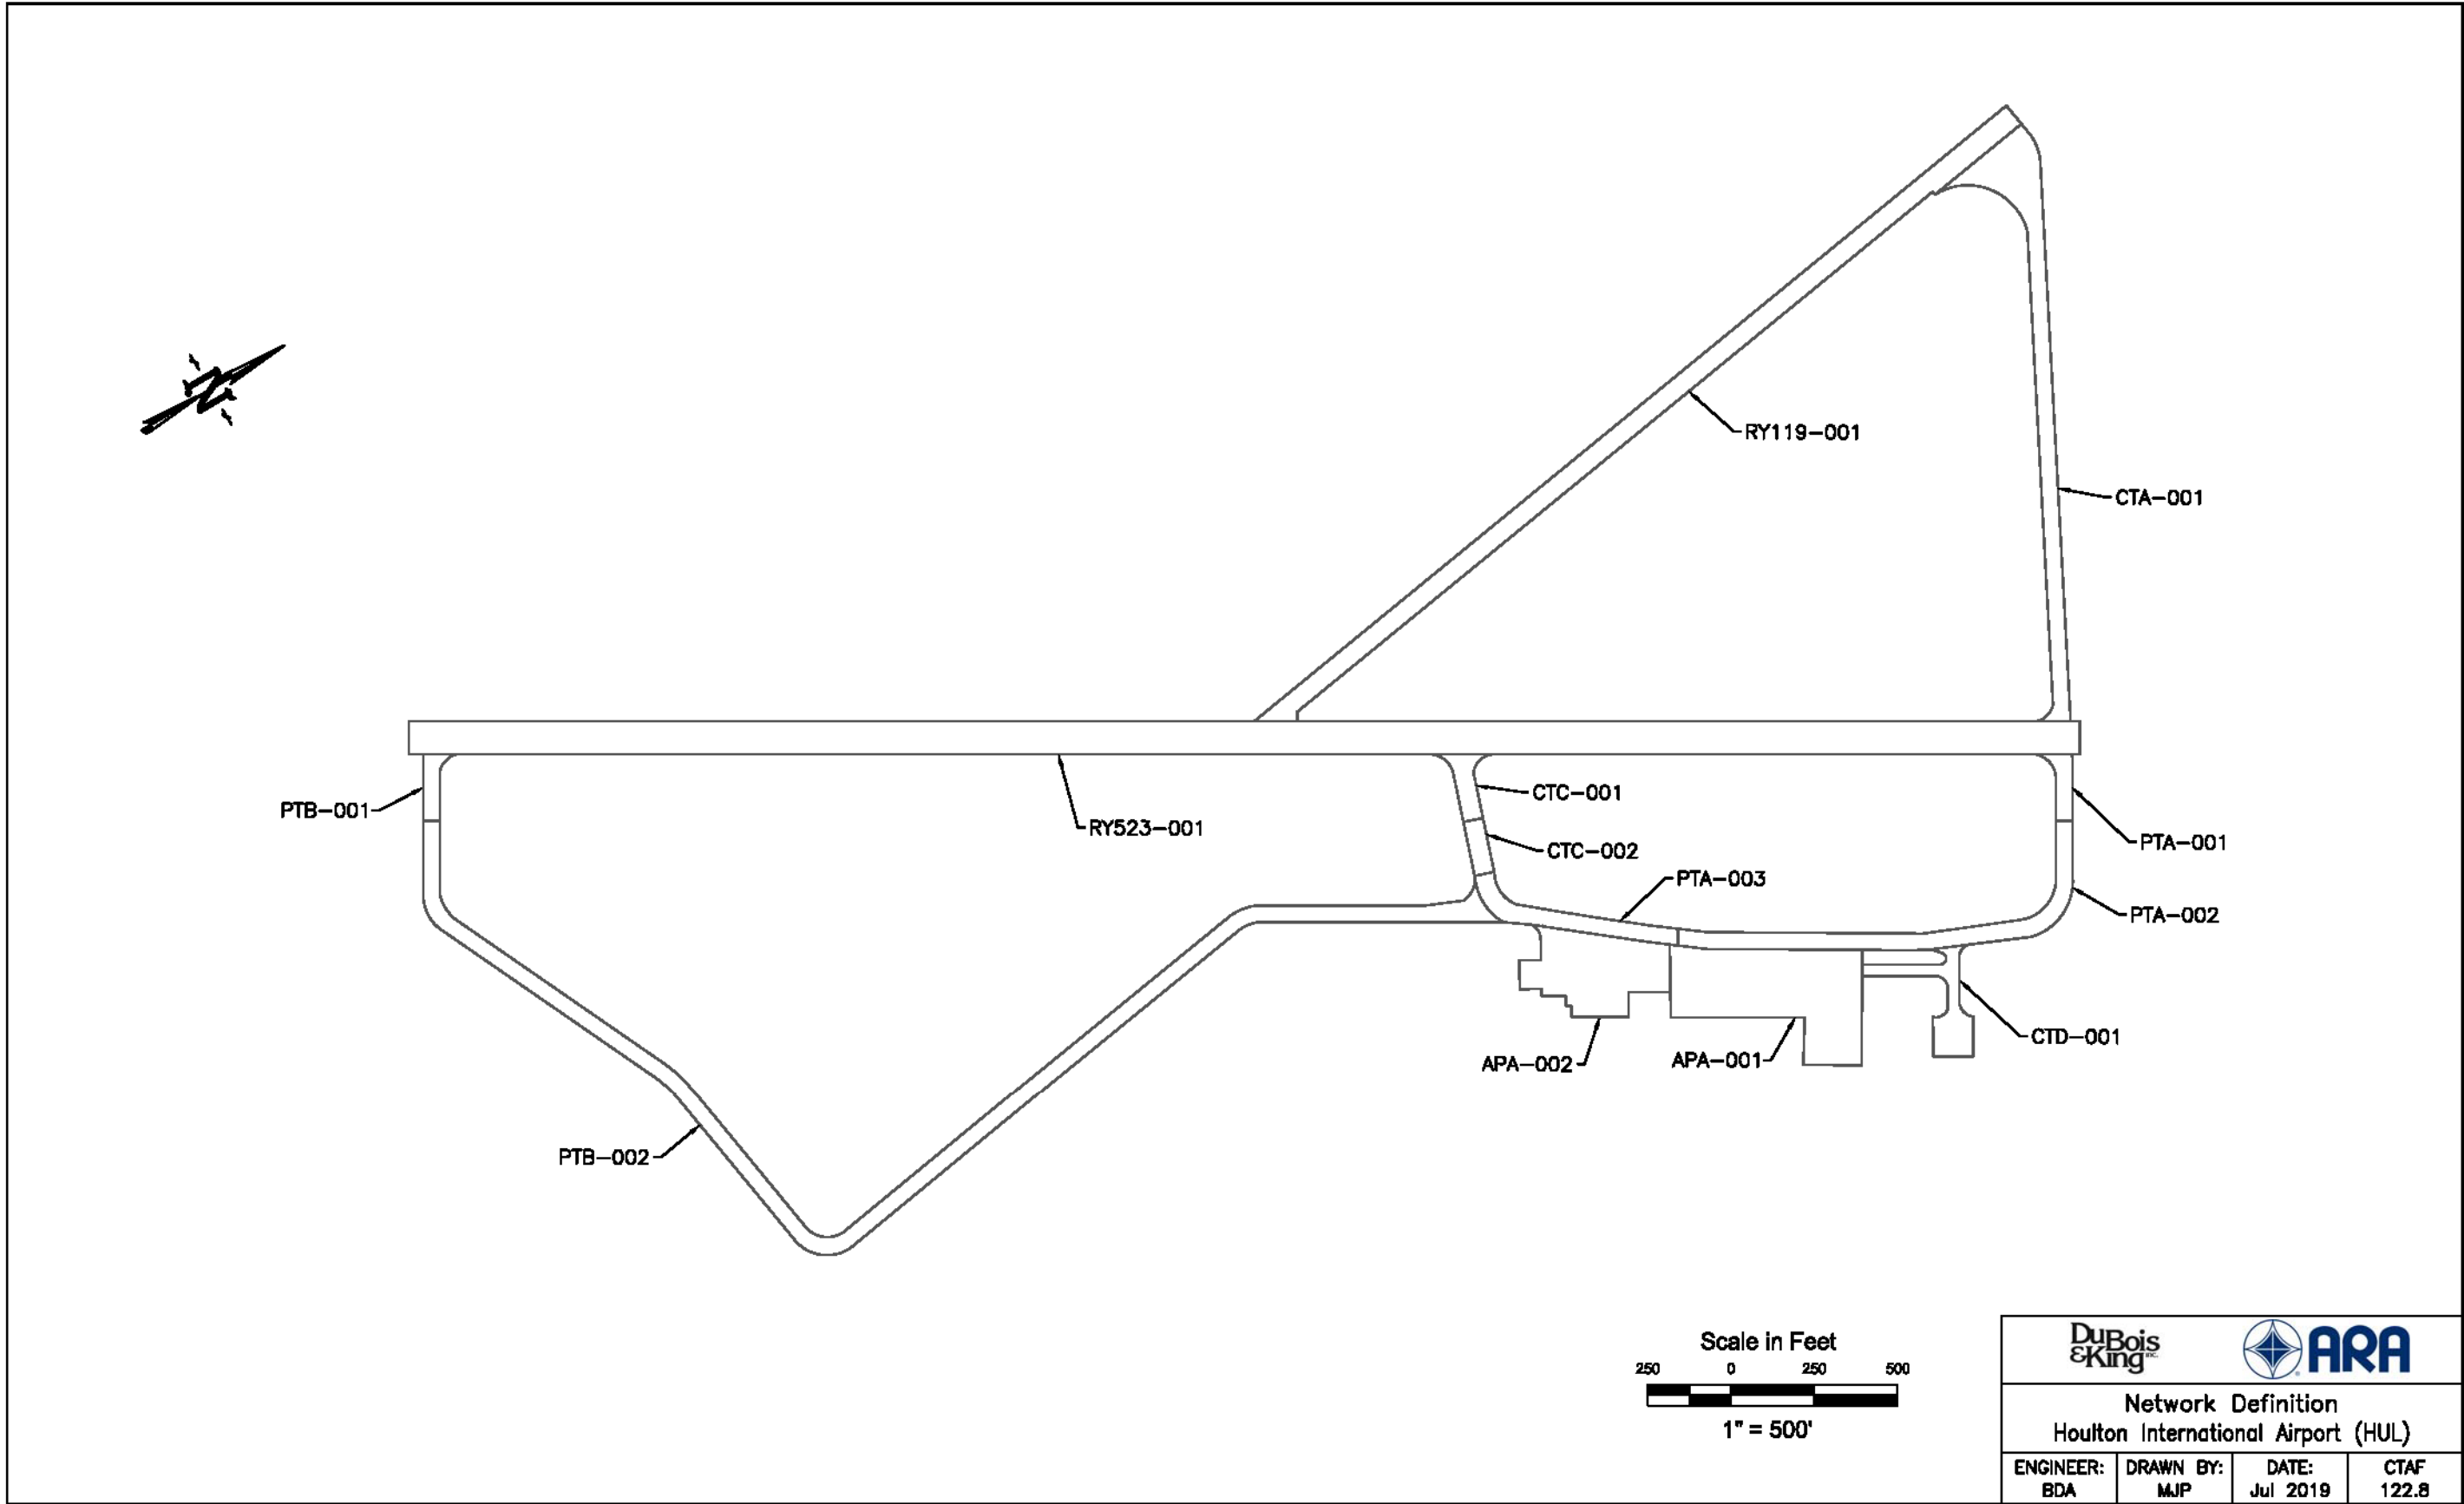 N
RY119-001
CTA-001
PTB-001
RY523-001
CTC-001
CTC-002
PTA-001
PTA-003
PTA-002
CTD-001
APA-002
APA-001
PTB-002
Scale in Feet
250 0 250 500
1" = 500'
DuBois
&King inc.
ARA
Network Definition
Houlton International Airport (HUL)
ENGINEER: DRAWN BY: DATE: CTAF
BDA MJP Jul 2019 122.8